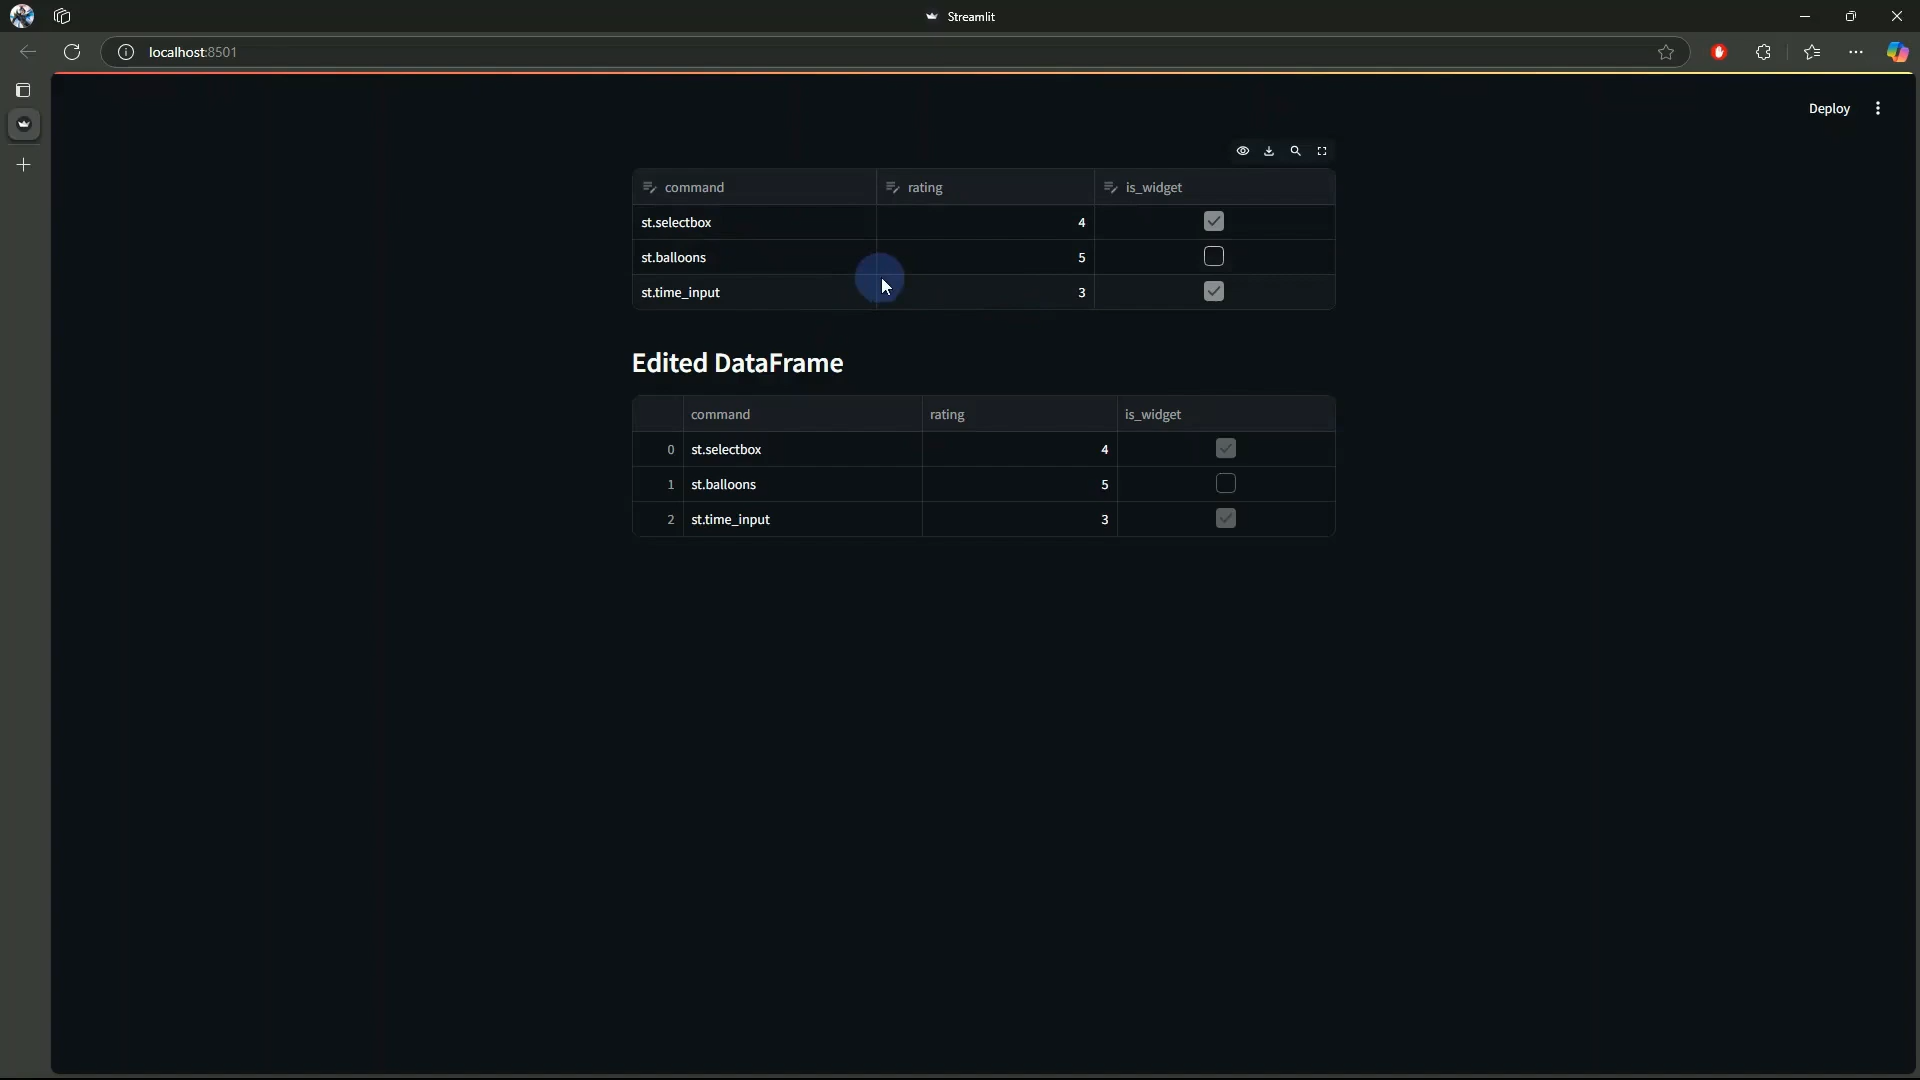 Streamlit
localhost:8501
Deploy
command rating is_widget
st.selectbox 4
st.balloons 5
st.time_input 3
Edited DataFrame
command rating is_widget
0 st.selectbox 4
1 st.balloons 5
2 st.time_input 3